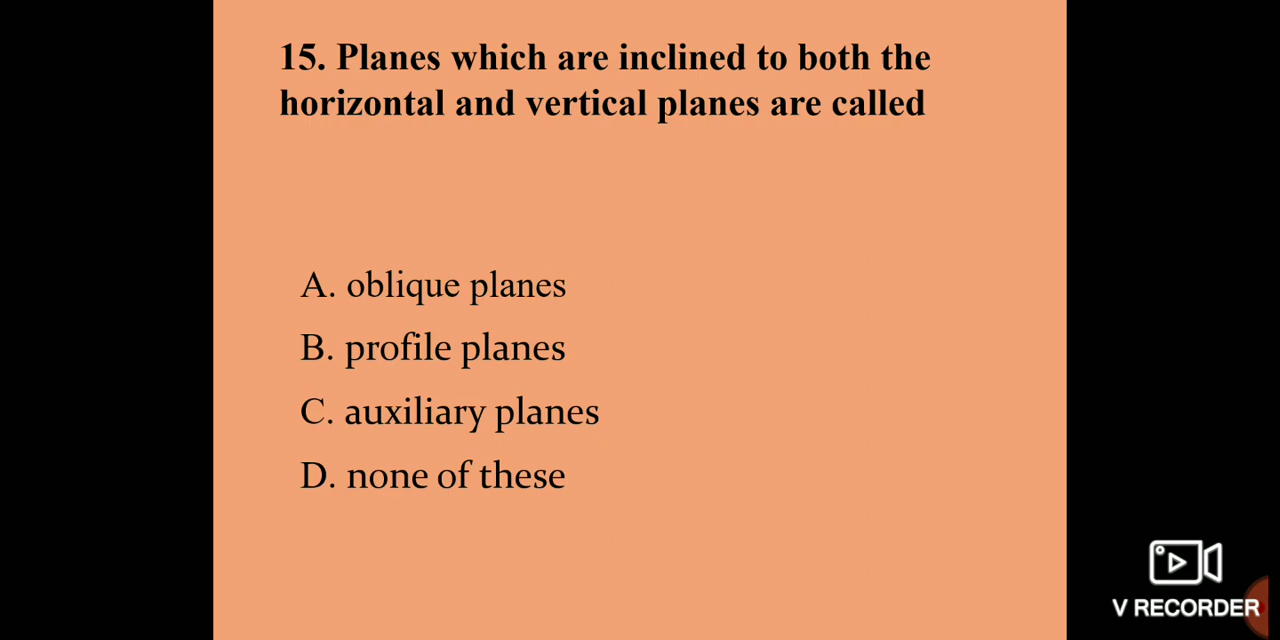 15. Planes which are inclined to both the
horizontal and vertical planes are called
A. oblique planes
B. profile planes
C. auxiliary planes
D. none of these
V RECORDER